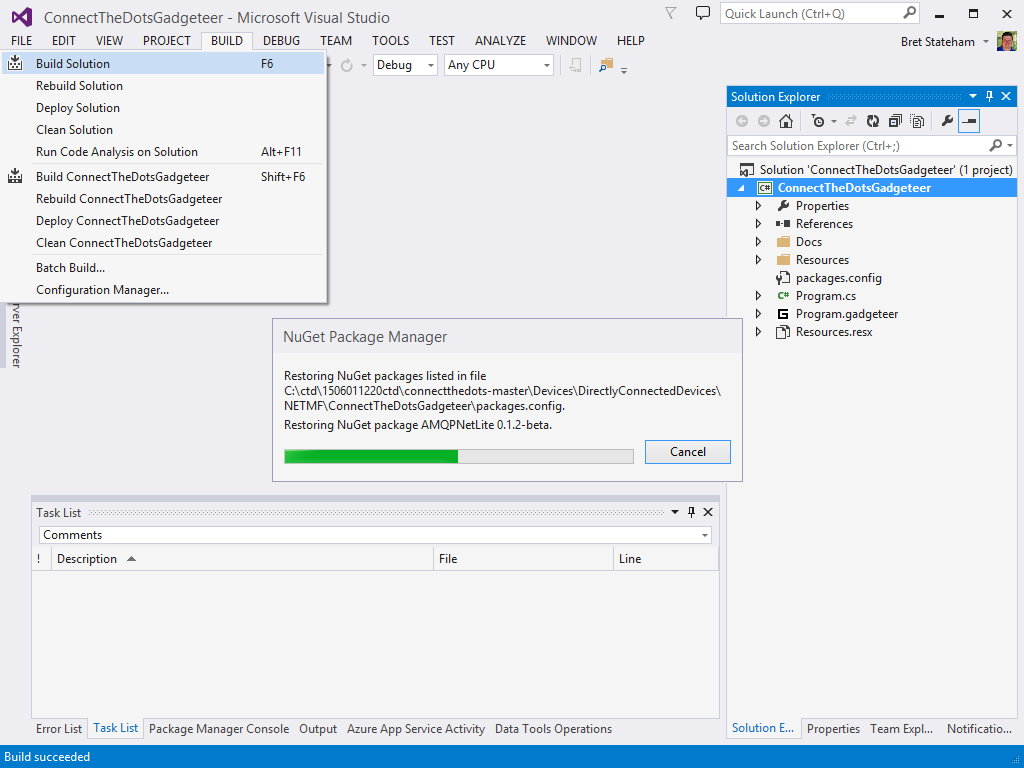 ConnectTheDotsGadgeteer - Microsoft Visual Studio
Quick Launch (Ctrl+Q)
FILE EDIT VIEW PROJECT BUILD DEBUG TEAM TOOLS TEST ANALYZE WINDOW HELP
Bret Stateham
Debug
Any CPU
Build Solution F6
Rebuild Solution
Deploy Solution
Clean Solution
Run Code Analysis on Solution Alt+F11
Build ConnectTheDotsGadgeteer Shift+F6
Rebuild ConnectTheDotsGadgeteer
Deploy ConnectTheDotsGadgeteer
Clean ConnectTheDotsGadgeteer
Batch Build...
Configuration Manager...
Explorer
NuGet Package Manager
Restoring NuGet packages listed in file
C:\ctd\1506011220ctd\connectthedots-master\Devices\DirectlyConnectedDevices\
NETMF\ConnectTheDotsGadgeteer\packages.config.
Restoring NuGet package AMQPNetLite 0.1.2-beta.
Cancel
Solution Explorer
Search Solution Explorer (Ctrl+;)
Solution 'ConnectTheDotsGadgeteer' (1 project)
C# ConnectTheDotsGadgeteer
Properties
References
Docs
Resources
packages.config
C# Program.cs
G Program.gadgeteer
Resources.resx
Task List
Comments
! Description File Line
Error List Task List Package Manager Console Output Azure App Service Activity Data Tools Operations
Solution E... Properties Team Expl... Notificatio...
Build succeeded